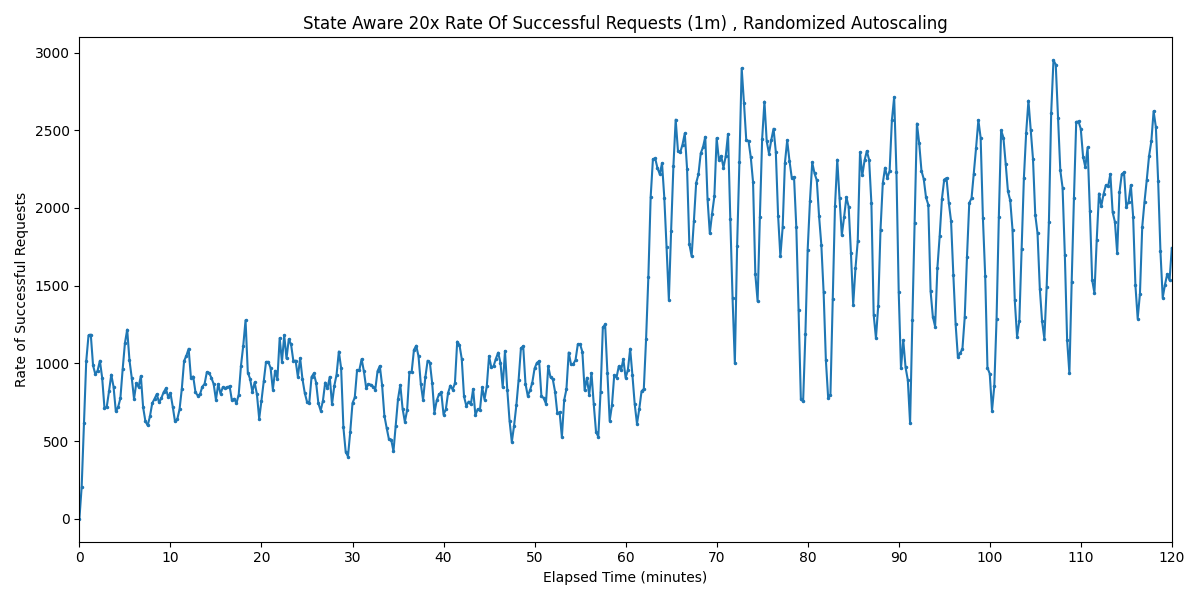 State Aware 20x Rate Of Successful Requests (1m) , Randomized Autoscaling
Rate of Successful Requests
3000
2500
2000
1500
1000
500
0
0 10 20 30 40 50 60 70 80 90 100 110 120
Elapsed Time (minutes)